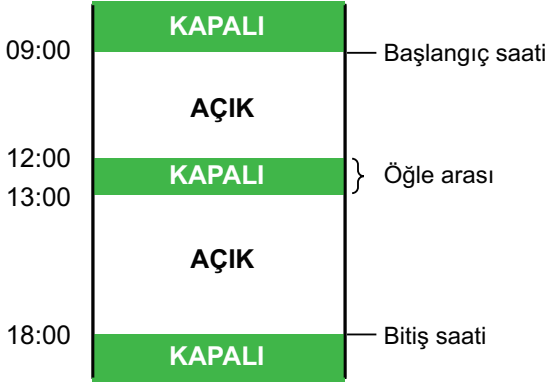 KAPALI
09:00
Başlangıç saati
AÇIK
12:00
KAPALI
Öğle arası
13:00
AÇIK
18:00
Bitiş saati
KAPALI